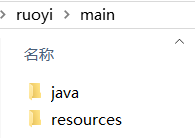 › ruoyi › main
名称
java
resources